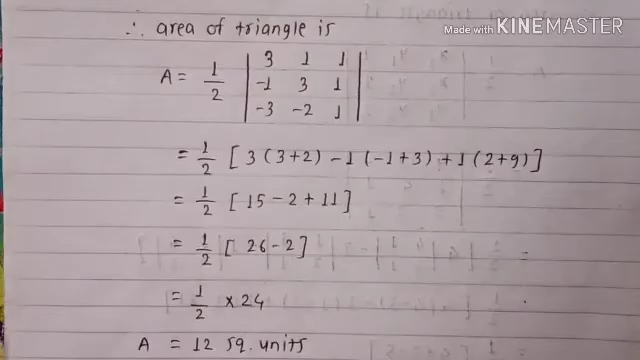 ∴ area of triangle is
Made with KINEMASTER
A = 1/2 | 3 1 1 |
| -1 3 1 |
| -3 -2 1 |
= 1/2 [ 3 (3+2) - 1 (-1+3) + 1 (2+9) ]
= 1/2 [ 15 - 2 + 11 ]
= 1/2 [ 26 - 2 ]
= 1/2 × 24
A = 12 sq. units